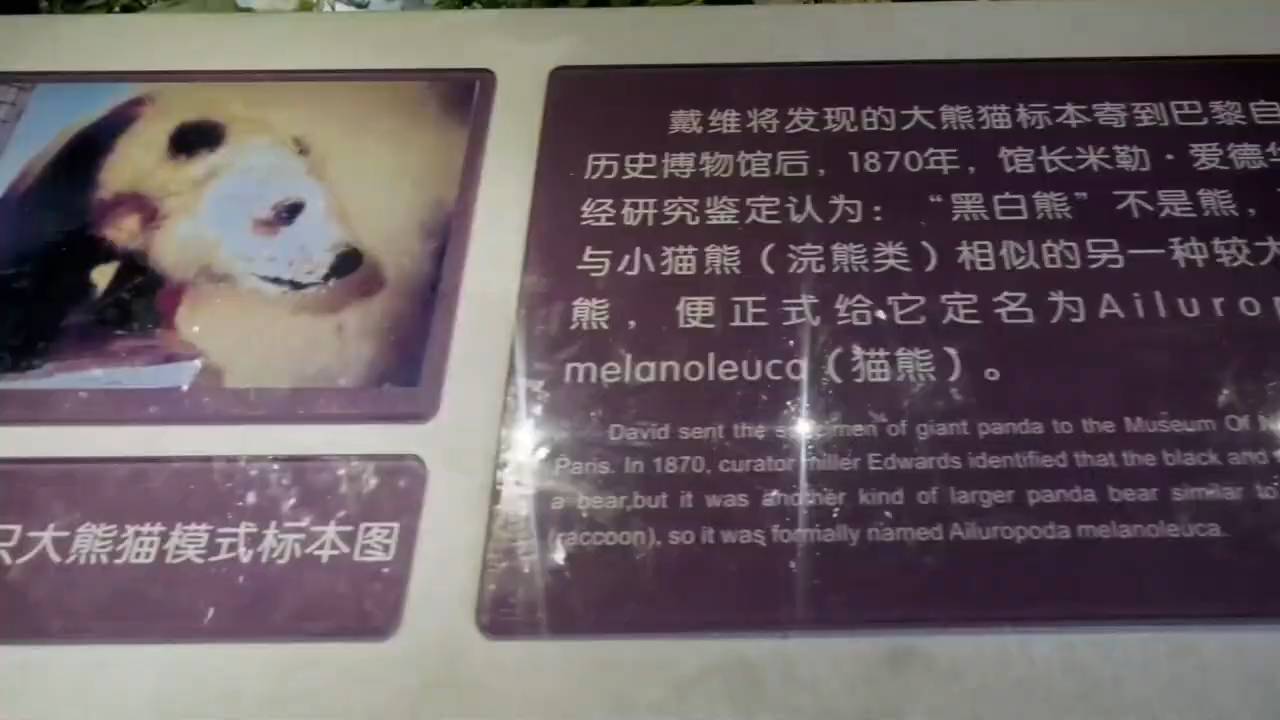 戴维将发现的大熊猫标本寄到巴黎自
历史博物馆后，1870年，馆长米勒·爱德华
经研究鉴定认为：“黑白熊”不是熊，
与小猫熊（浣熊类）相似的另一种较大
熊，便正式给它定名为Ailurop
melanoleuca（猫熊）。
David sent the specimen of giant panda to the Museum Of
Paris. In 1870, curator miller Edwards identified that the black and
a bear,but it was another kind of larger panda bear similar to
(raccoon), so it was formally named Ailuropoda melanoleuca.
只大熊猫模式标本图